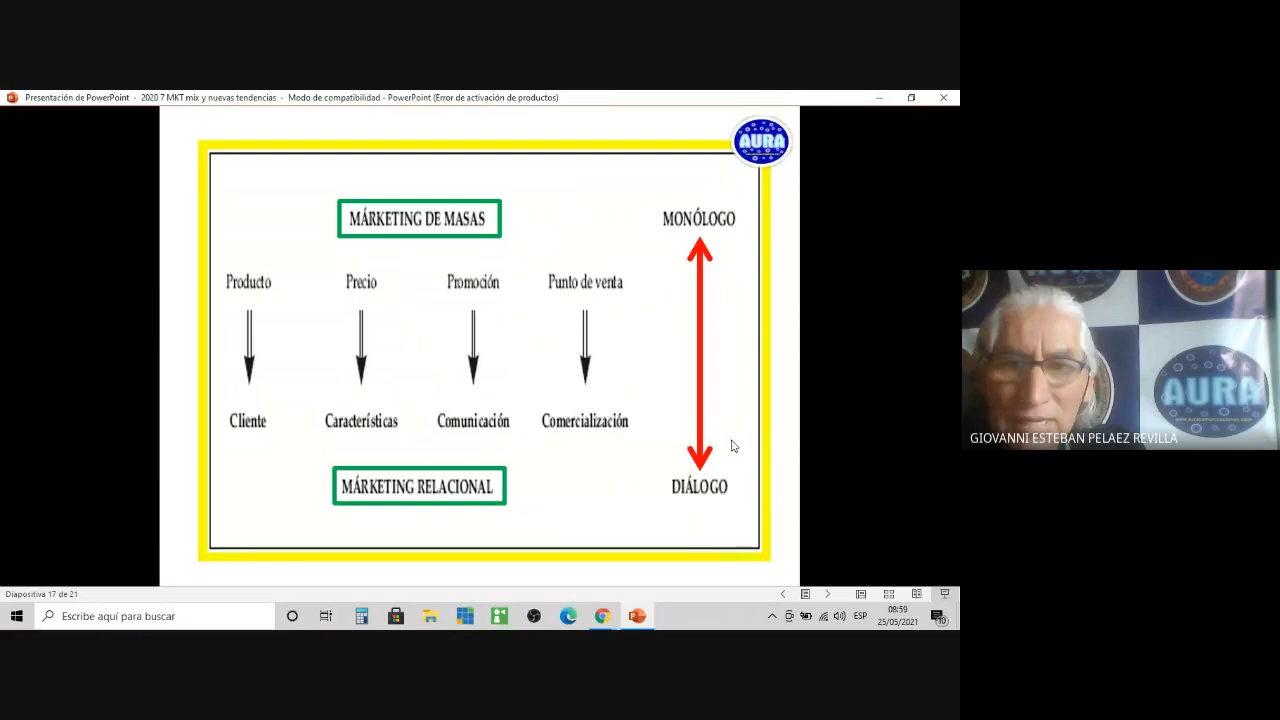 Presentación de PowerPoint - 2020 7 MKT mix y nuevas tendencias - Modo de compatibilidad - PowerPoint (Error de activación de productos)
AURA
MÁRKETING DE MASAS MONÓLOGO
Producto Precio Promoción Punto de venta
Cliente Características Comunicación Comercialización
MÁRKETING RELACIONAL DIÁLOGO
AURA
GIOVANNI ESTEBAN PELAEZ REVILLA
Diapositiva 17 de 21
Escribe aquí para buscar
ESP
08:59
25/05/2021
10